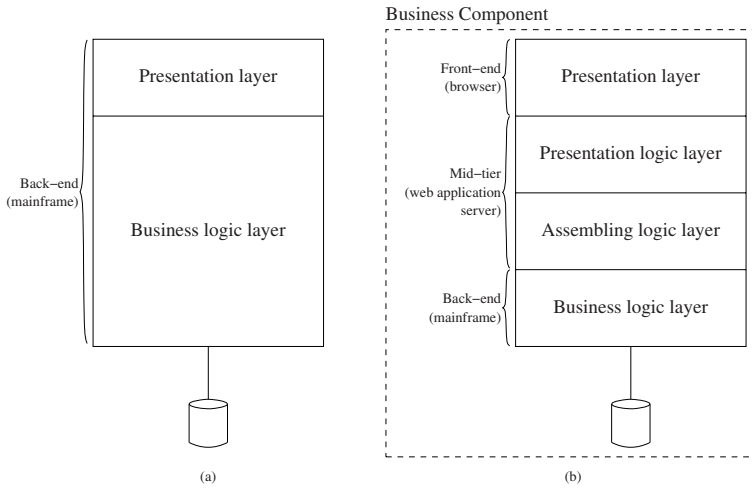 Business Component
Presentation layer
Business logic layer
Back−end
(mainframe)
(a)
Front−end
(browser)
Presentation layer
Mid−tier
(web application
server)
Presentation logic layer
Assembling logic layer
Back−end
(mainframe)
Business logic layer
(b)